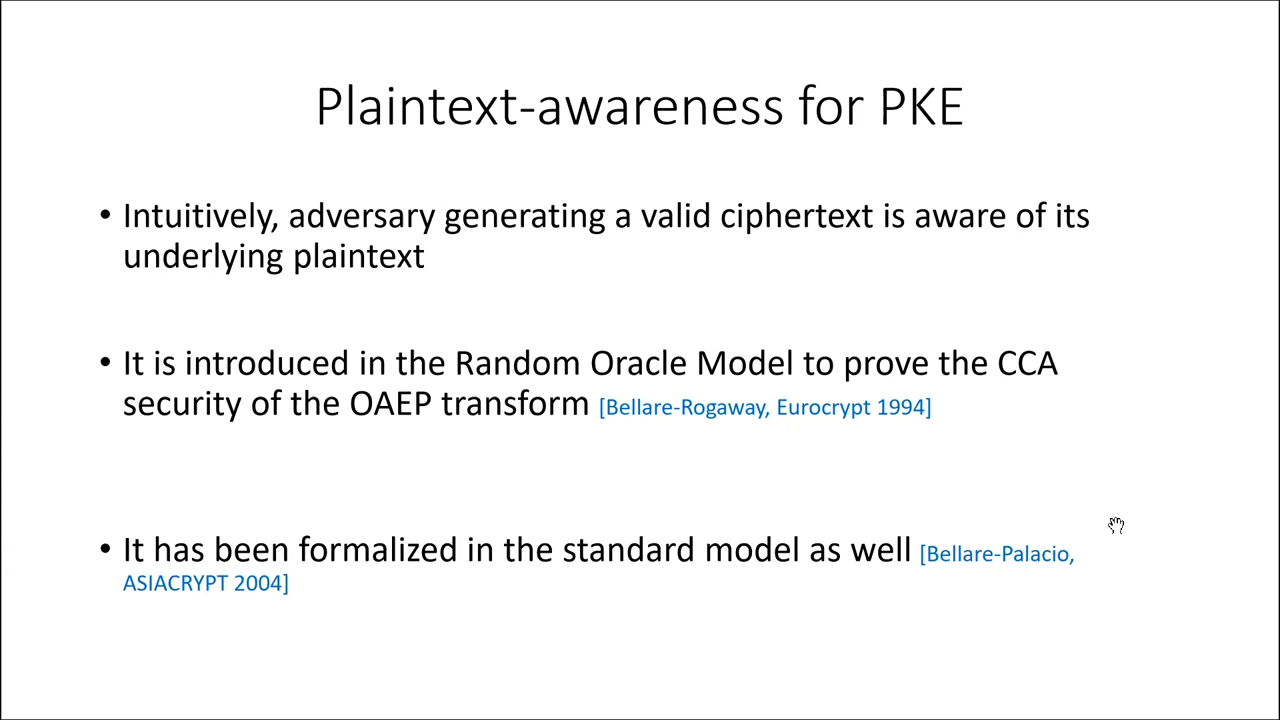 Plaintext-awareness for PKE
• Intuitively, adversary generating a valid ciphertext is aware of its
underlying plaintext
• It is introduced in the Random Oracle Model to prove the CCA
security of the OAEP transform [Bellare-Rogaway, Eurocrypt 1994]
• It has been formalized in the standard model as well [Bellare-Palacio,
ASIACRYPT 2004]